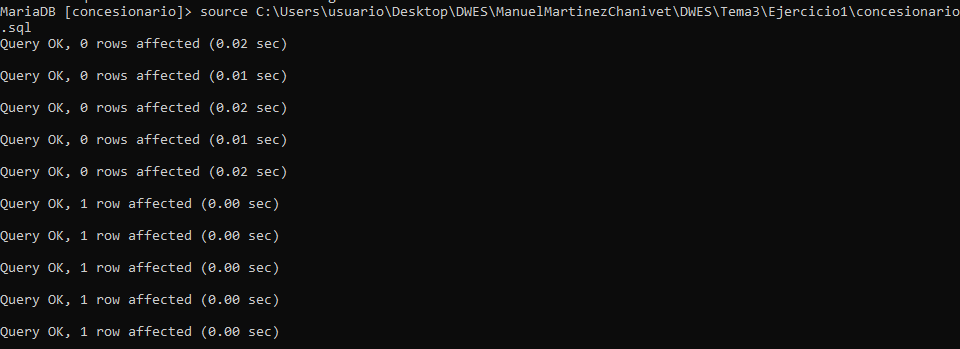 MariaDB [concesionario]> source C:\Users\usuario\Desktop\DWES\ManuelMartinezChanivet\DWES\Tema3\Ejercicio1\concesionario
.sql
Query OK, 0 rows affected (0.02 sec)
Query OK, 0 rows affected (0.01 sec)
Query OK, 0 rows affected (0.02 sec)
Query OK, 0 rows affected (0.01 sec)
Query OK, 0 rows affected (0.02 sec)
Query OK, 1 row affected (0.00 sec)
Query OK, 1 row affected (0.00 sec)
Query OK, 1 row affected (0.00 sec)
Query OK, 1 row affected (0.00 sec)
Query OK, 1 row affected (0.00 sec)